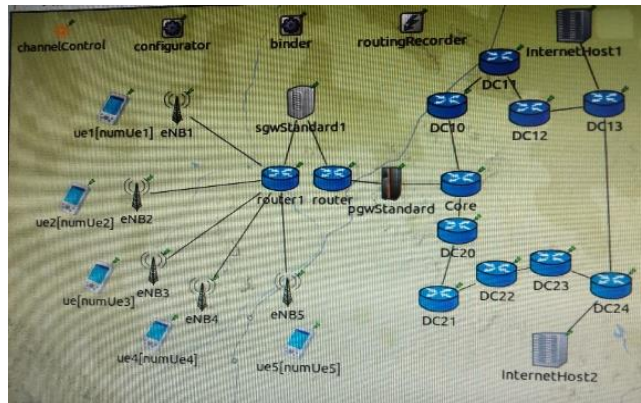 channelControl
configurator
binder
routingRecorder
InternetHost1
DC11
ue1[numUe1]
eNB1
sgwStandard1
DC10
DC12
DC13
ue2[numUe2]
eNB2
router1
router
pgwStandard
Core
DC20
ue[numUe3]
eNB3
eNB4
eNB5
DC21
DC22
DC23
DC24
ue4[numUe4]
ue5[numUe5]
InternetHost2